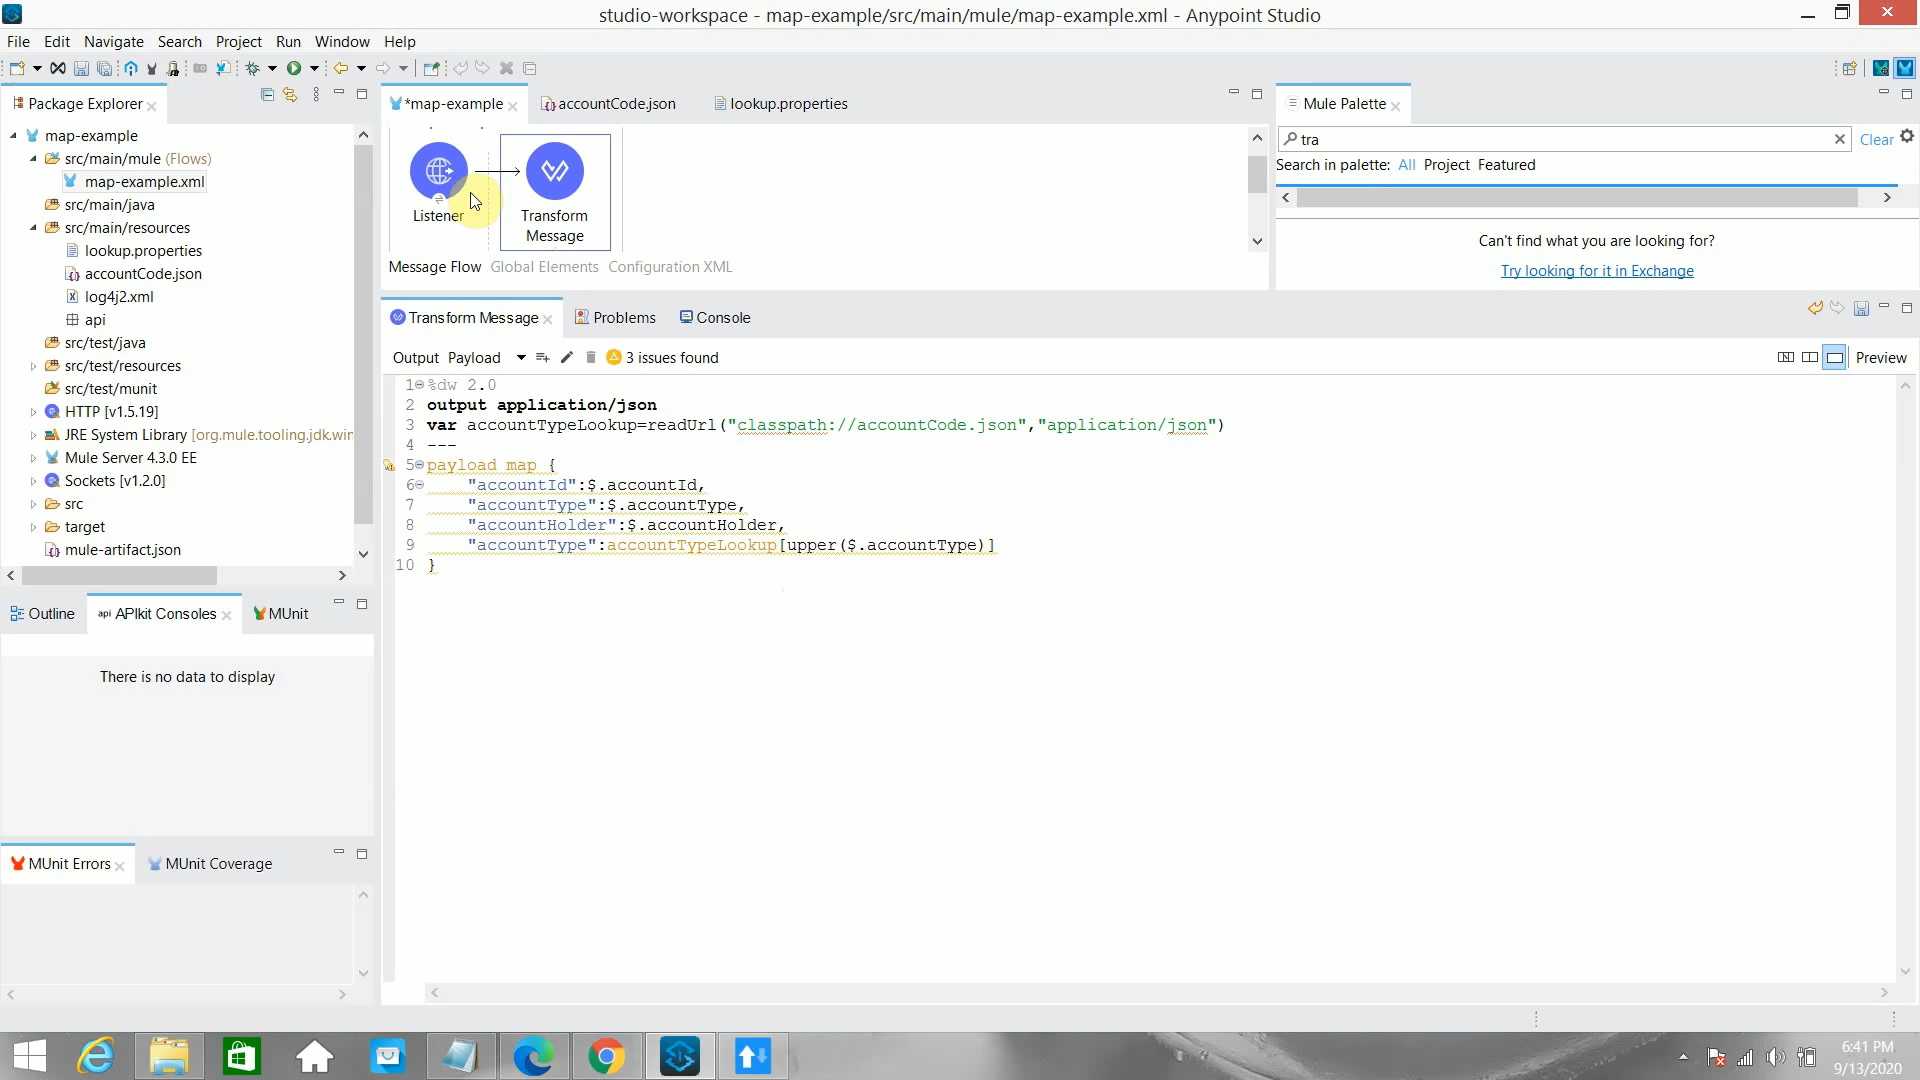 studio-workspace - map-example/src/main/mule/map-example.xml - Anypoint Studio
File Edit Navigate Search Project Run Window Help
Package Explorer
map-example
src/main/mule (Flows)
map-example.xml
src/main/java
src/main/resources
lookup.properties
accountCode.json
log4j2.xml
api
src/test/java
src/test/resources
src/test/munit
HTTP [v1.5.19]
JRE System Library [org.mule.tooling.jdk.win
Mule Server 4.3.0 EE
Sockets [v1.2.0]
src
target
mule-artifact.json
Outline
api APIkit Consoles
MUnit
There is no data to display
MUnit Errors
MUnit Coverage
*map-example
accountCode.json
lookup.properties
Listener
Transform
Message
Message Flow Global Elements Configuration XML
Mule Palette
tra
Clear
Search in palette: All Project Featured
Can't find what you are looking for?
Try looking for it in Exchange
Transform Message
Problems
Console
Output Payload
3 issues found
Preview
1 %dw 2.0
2 output application/json
3 var accountTypeLookup=readUrl("classpath://accountCode.json","application/json")
4 ---
5 payload map {
6 "accountId":$.accountId,
7 "accountType":$.accountType,
8 "accountHolder":$.accountHolder,
9 "accountType":accountTypeLookup[upper($.accountType)]
10 }
6:41 PM
9/13/2020